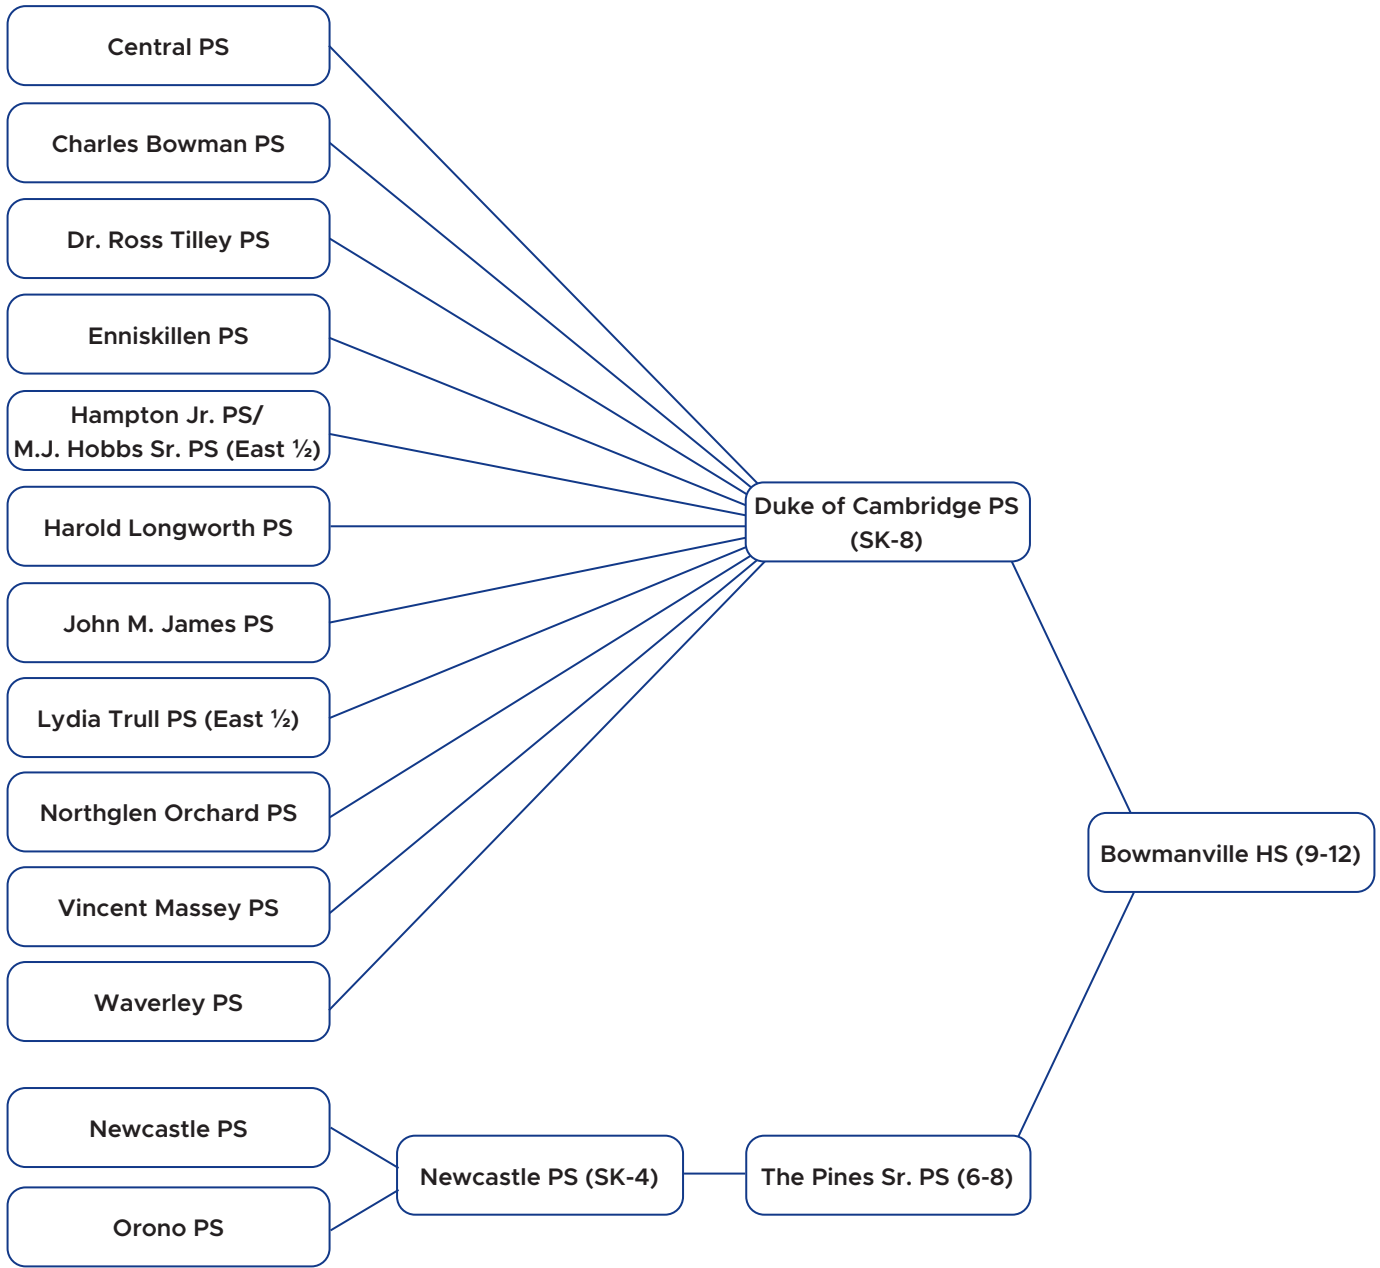 Central PS
Charles Bowman PS
Dr. Ross Tilley PS
Enniskillen PS
Hampton Jr. PS/
M.J. Hobbs Sr. PS (East ½)
Harold Longworth PS
John M. James PS
Lydia Trull PS (East ½)
Northglen Orchard PS
Vincent Massey PS
Waverley PS
Duke of Cambridge PS
(SK-8)
Bowmanville HS (9-12)
Newcastle PS
Orono PS
Newcastle PS (SK-4)
The Pines Sr. PS (6-8)